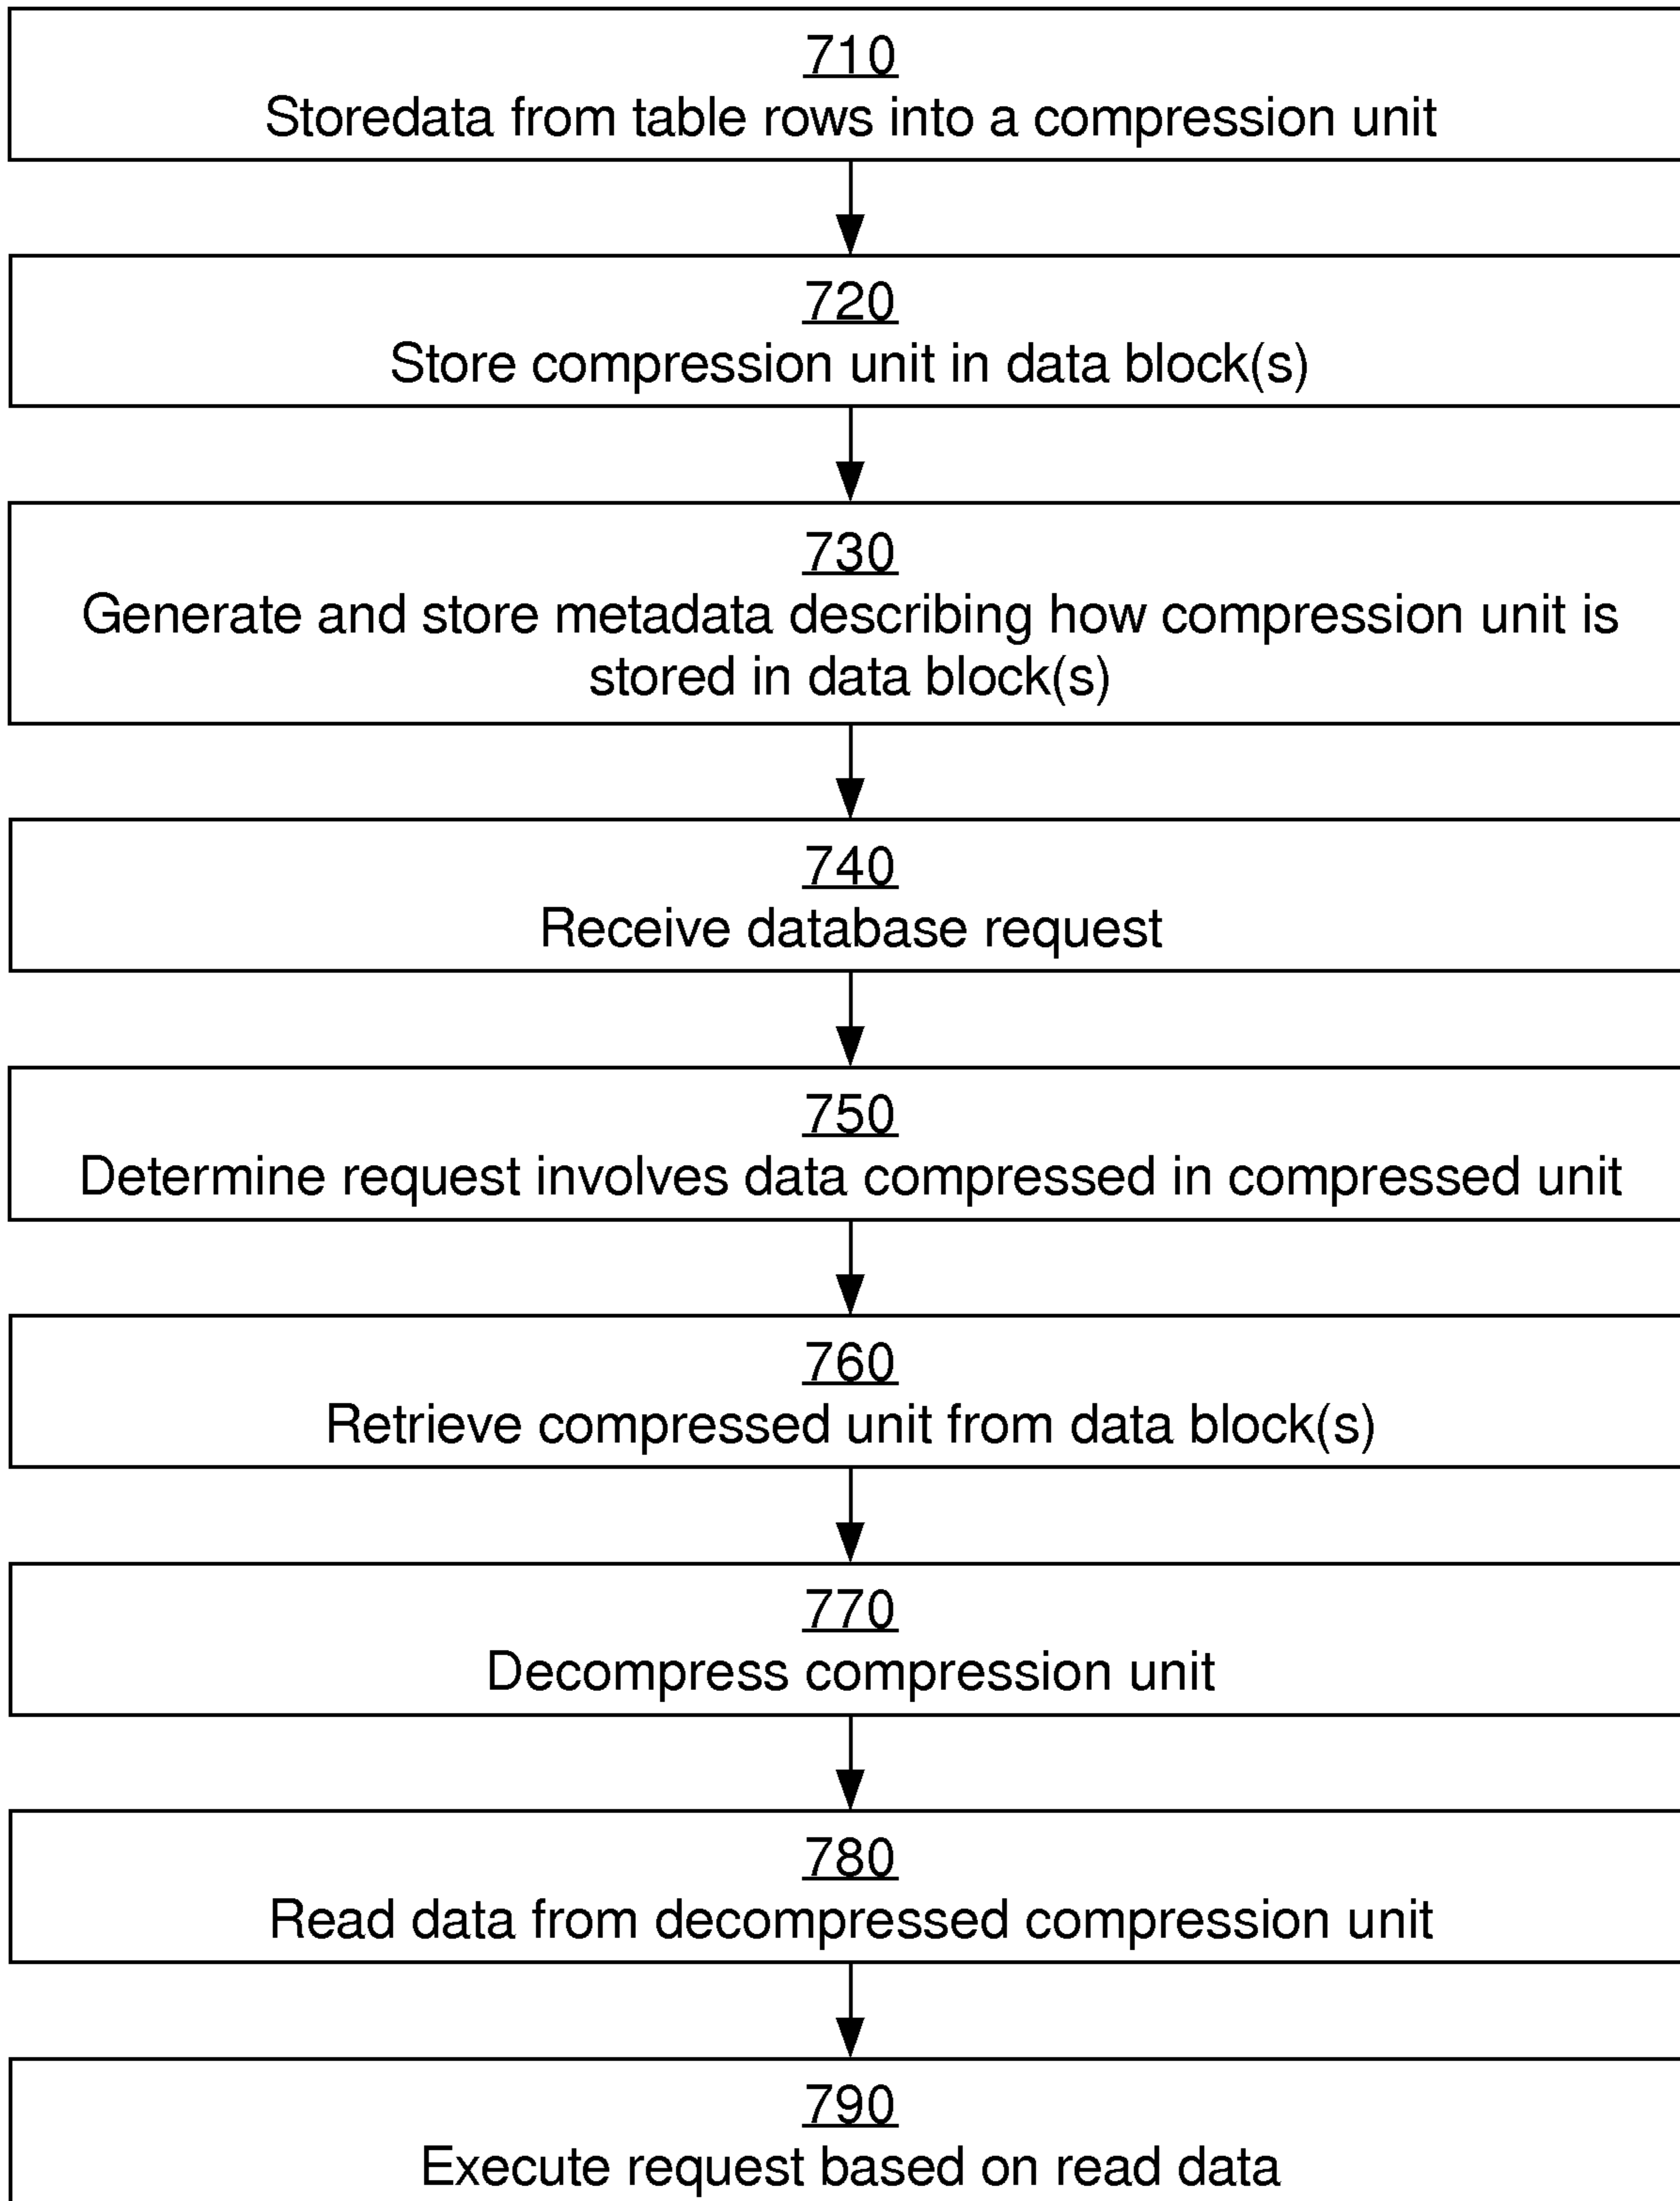 710
Storedata from table rows into a compression unit
720
Store compression unit in data block(s)
730
Generate and store metadata describing how compression unit is
stored in data block(s)
740
Receive database request
750
Determine request involves data compressed in compressed unit
760
Retrieve compressed unit from data block(s)
770
Decompress compression unit
780
Read data from decompressed compression unit
790
Execute request based on read data